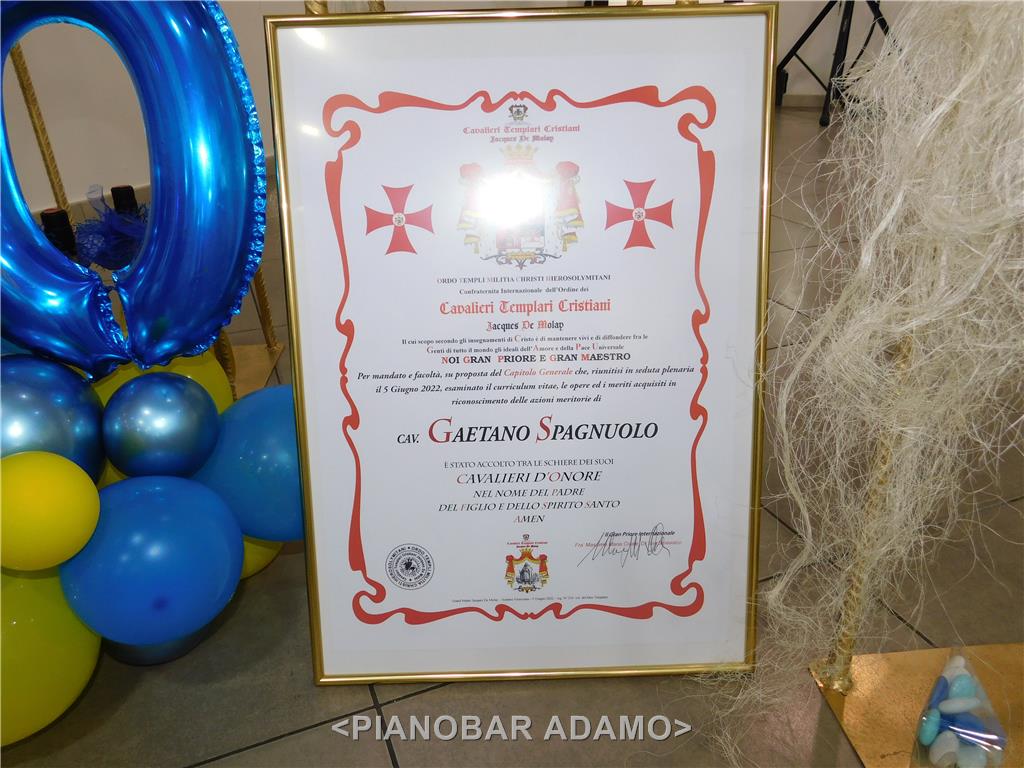 Cavalieri Templari Cristiani
Jacques De Molay
ORDO TEMPLI MILITIA CHRISTI HIEROSOLYMITANI
Confraternita Internazionale dell'Ordine dei
Cavalieri Templari Cristiani
Jacques De Molay
Il cui scopo secondo gli insegnamenti di Cristo è di mantenere vivi e di diffondere fra le
Genti di tutto il mondo gli ideali dell'Amore e della Pace Universale
NOI GRAN PRIORE E GRAN MAESTRO
Per mandato e facoltà, su proposta del Capitolo Generale che, riunitisi in seduta plenaria
il 5 Giugno 2022, esaminato il curriculum vitae, le opere ed i meriti acquisiti in
riconoscimento delle azioni meritorie di
CAV. GAETANO SPAGNUOLO
È STATO ACCOLTO TRA LE SCHIERE DEI SUOI
CAVALIERI D'ONORE
NEL NOME DEL PADRE
DEL FIGLIO E DELLO SPIRITO SANTO
AMEN
Il Gran Priore Internazionale
Fra Massimo Maria
<PIANOBAR ADAMO>